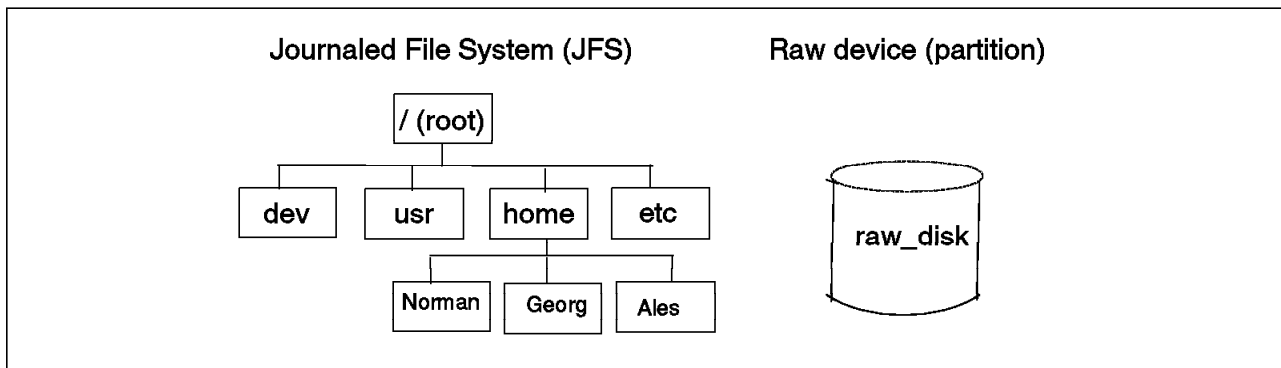 Journaled File System (JFS)
Raw device (partition)
/ (root)
dev
usr
home
etc
Norman
Georg
Ales
raw_disk